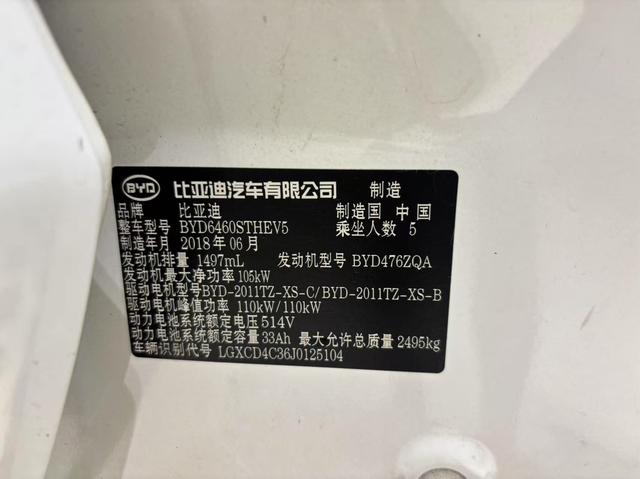 BYD 比亚迪汽车有限公司 制造
品牌 比亚迪 制造国 中国
整车型号 BYD6460STHEV5 乘坐人数 5
制造年月 2018年06月
发动机排量 1497mL 发动机型号 BYD476ZQA
发动机最大净功率 105kW
驱动电机型号 BYD-2011TZ-XS-C/BYD-2011TZ-XS-B
驱动电机峰值功率 110kW/110kW
动力电池系统额定电压 514V
动力电池系统额定容量 33Ah 最大允许总质量 2495kg
车辆识别代号 LGXCD4C36J0125104